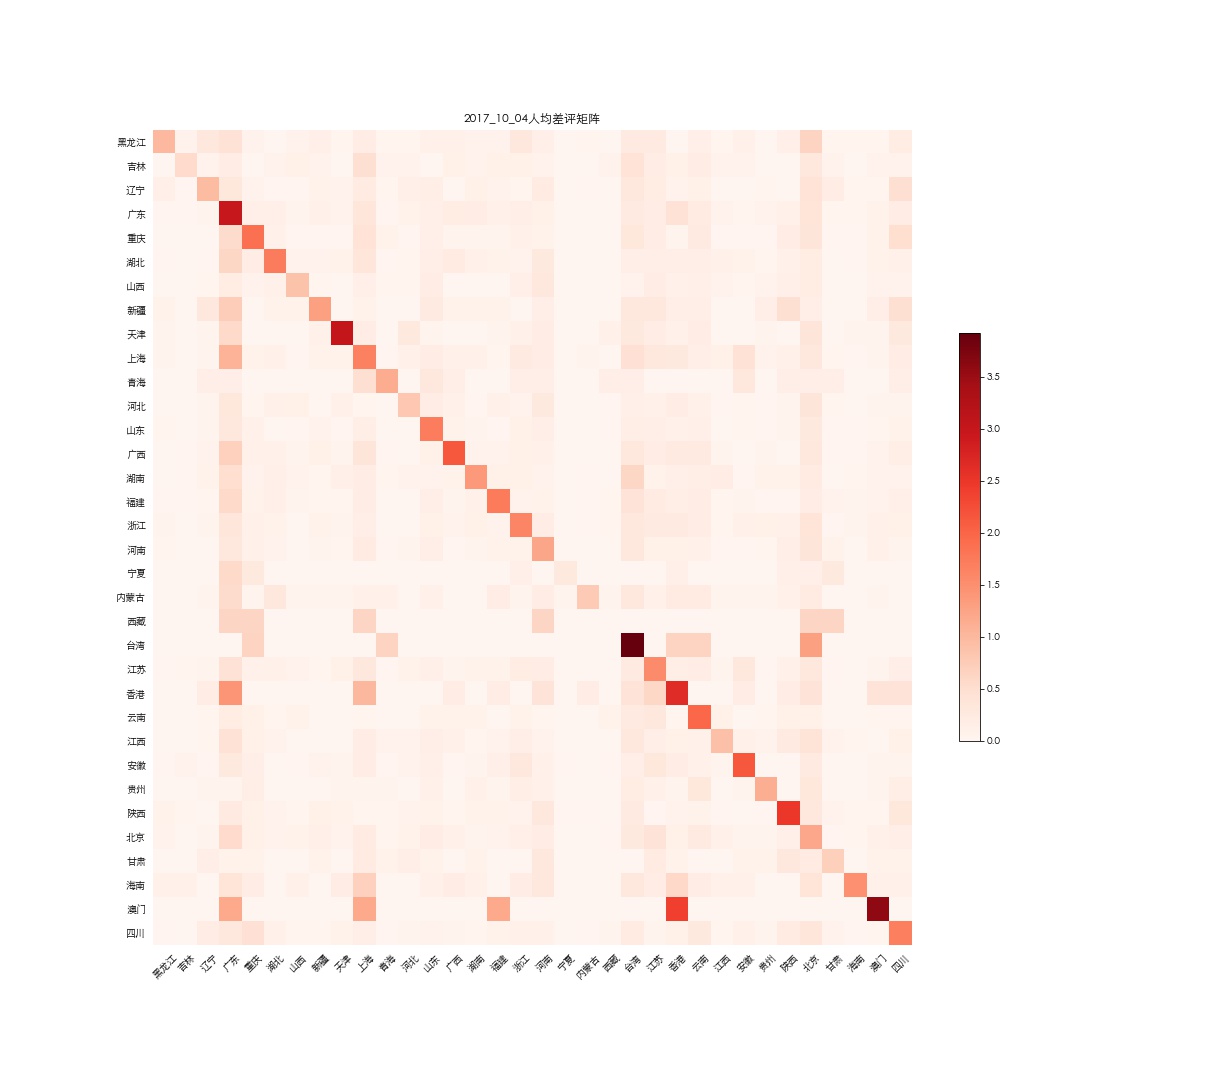 2017_10_04人均差评矩阵
黑龙江
吉林
辽宁
广东
重庆
湖北
山西
新疆
天津
上海
青海
河北
山东
广西
湖南
福建
浙江
河南
宁夏
内蒙古
西藏
台湾
江苏
香港
云南
江西
安徽
贵州
陕西
北京
甘肃
海南
澳门
四川
3.5
3.0
2.5
2.0
1.5
1.0
0.5
0.0
黑龙江 吉林 辽宁 广东 重庆 湖北 山西 新疆 天津 上海 青海 河北 山东 广西 湖南 福建 浙江 河南 宁夏 内蒙古 西藏 台湾 江苏 香港 云南 江西 安徽 贵州 陕西 北京 甘肃 海南 澳门 四川